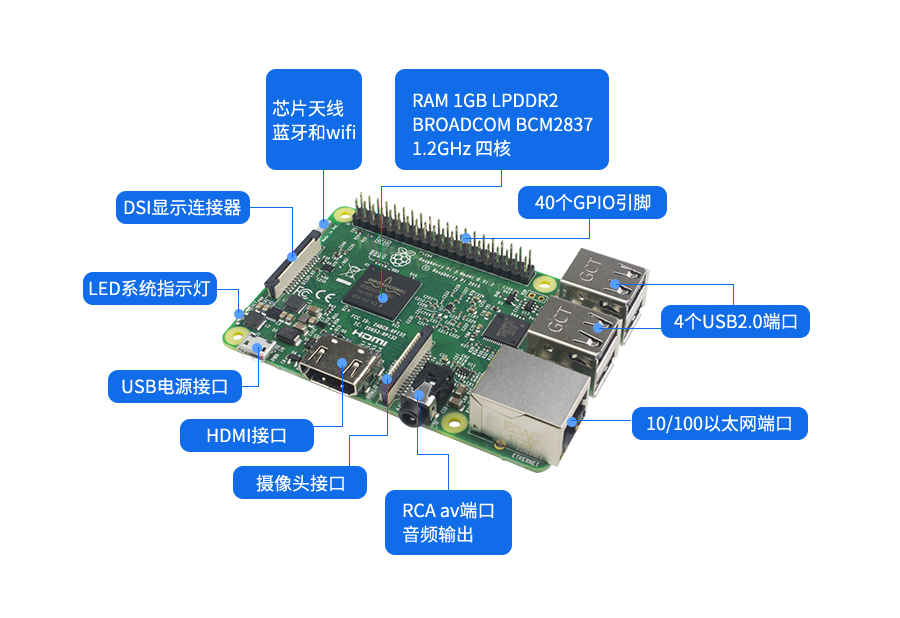 芯片天线
蓝牙和wifi
RAM 1GB LPDDR2
BROADCOM BCM2837
1.2GHz 四核
DSI显示连接器
40个GPIO引脚
LED系统指示灯
4个USB2.0端口
USB电源接口
HDMI接口
10/100以太网端口
摄像头接口
RCA av端口
音频输出
GCT
GCT
HDMI
ETHERNET